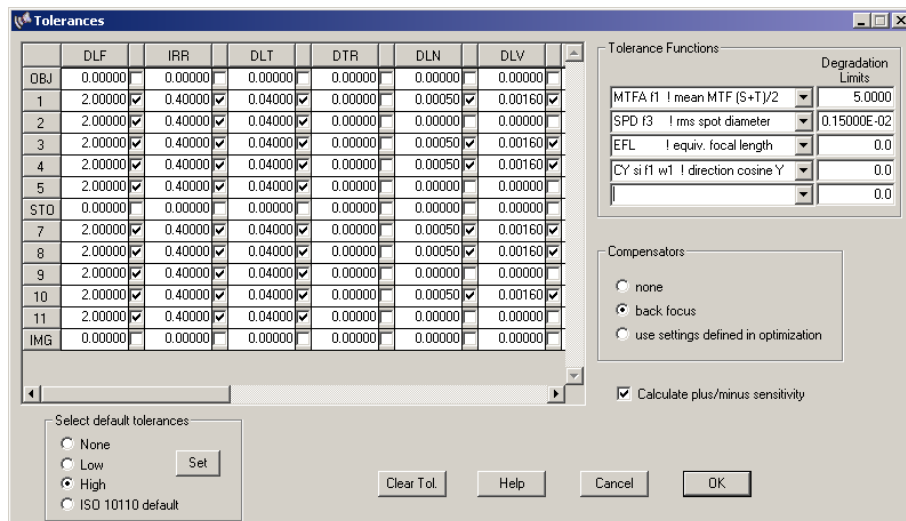 Tolerances
DLF IRR DLT DTR DLN DLV
OBJ 0.00000 0.00000 0.00000 0.00000 0.00000 0.00000
1 2.00000 0.40000 0.04000 0.00000 0.00050 0.00160
2 2.00000 0.40000 0.04000 0.00000 0.00000 0.00000
3 2.00000 0.40000 0.04000 0.00000 0.00050 0.00160
4 2.00000 0.40000 0.04000 0.00000 0.00050 0.00160
5 2.00000 0.40000 0.04000 0.00000 0.00000 0.00000
STO 0.00000 0.00000 0.00000 0.00000 0.00000 0.00000
7 2.00000 0.40000 0.04000 0.00000 0.00050 0.00160
8 2.00000 0.40000 0.04000 0.00000 0.00050 0.00160
9 2.00000 0.40000 0.04000 0.00000 0.00000 0.00000
10 2.00000 0.40000 0.04000 0.00000 0.00050 0.00160
11 2.00000 0.40000 0.04000 0.00000 0.00000 0.00000
IMG 0.00000 0.00000 0.00000 0.00000 0.00000 0.00000
Tolerance Functions
Degradation
Limits
MTFA f1 ! mean MTF (S+T)/2 5.0000
SPD f3 ! rms spot diameter 0.15000E-02
EFL ! equiv. focal length 0.0
CY si f1 w1 ! direction cosine Y 0.0
0.0
Compensators
none
back focus
use settings defined in optimization
Calculate plus/minus sensitivity
Select default tolerances
None
Low
High
ISO 10110 default
Set
Clear Tol.
Help
Cancel
OK